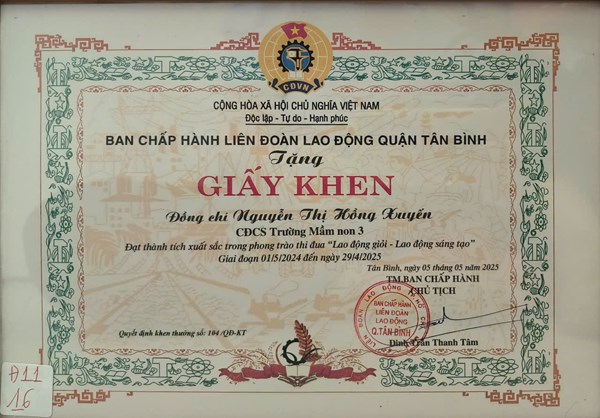 CĐVN
CỘNG HÒA XÃ HỘI CHỦ NGHĨA VIỆT NAM
Độc lập - Tự do - Hạnh phúc
BAN CHẤP HÀNH LIÊN ĐOÀN LAO ĐỘNG QUẬN TÂN BÌNH
Tặng
GIẤY KHEN
Đồng chí Nguyễn Thị Hồng Xuyến
CĐCS Trường Mầm non 3
Đạt thành tích xuất sắc trong phong trào thi đua “Lao động giỏi - Lao động sáng tạo”
Giai đoạn 01/5/2024 đến ngày 29/4/2025
Tân Bình, ngày 05 tháng 05 năm 2025
TM.BAN CHẤP HÀNH
CHỦ TỊCH
BAN CHẤP HÀNH
LIÊN ĐOÀN
LAO ĐỘNG
Q.TÂN BÌNH
Quyết định khen thưởng số: 104 /QĐ-KT
Đinh Trần Thanh Tâm
A11
16